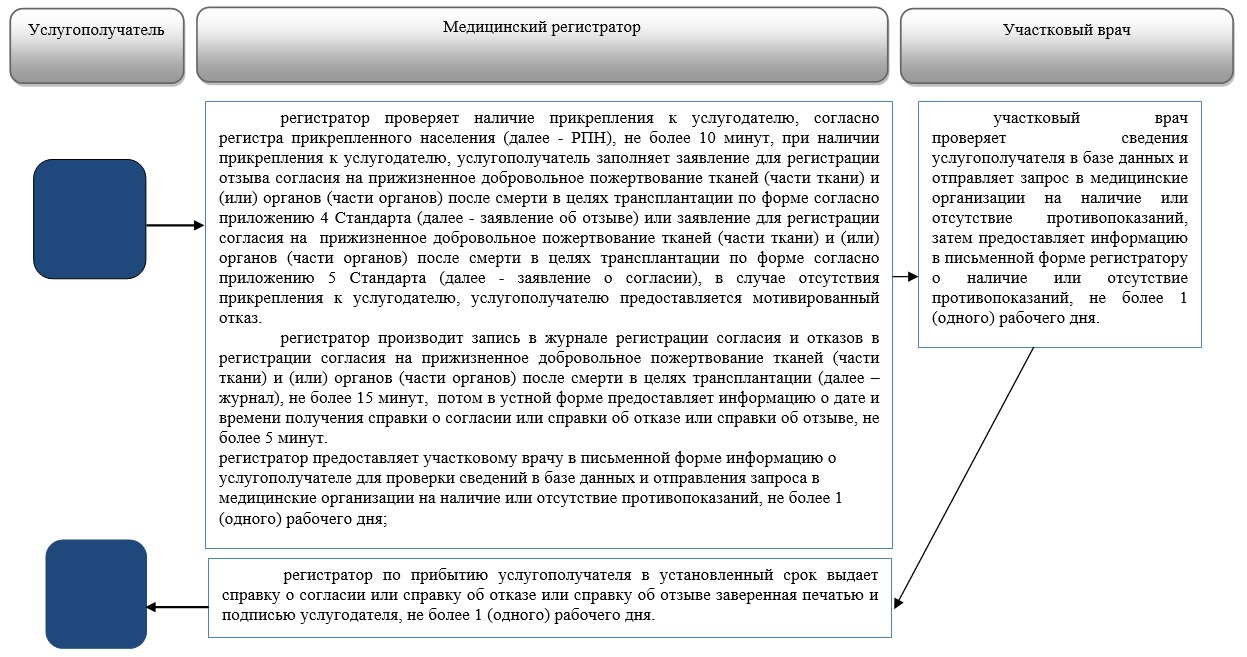 Услугополучатель
Медицинский регистратор
Участковый врач
регистратор проверяет наличие прикрепления к услугодателю, согласно
регистра прикрепленного населения (далее - РПН), не более 10 минут, при наличии
прикрепления к услугодателю, услугополучатель заполняет заявление для регистрации
отзыва согласия на прижизненное добровольное пожертвование тканей (части ткани) и
(или) органов (части органов) после смерти в целях трансплантации по форме согласно
приложению 4 Стандарта (далее - заявление об отзыве) или заявление для регистрации
согласия на прижизненное добровольное пожертвование тканей (части ткани) и (или)
органов (части органов) после смерти в целях трансплантации по форме согласно
приложению 5 Стандарта (далее - заявление о согласии), в случае отсутствия
прикрепления к услугодателю, услугополучателю предоставляется мотивированный
отказ.
регистратор производит запись в журнале регистрации согласия и отказов в
регистрации согласия на прижизненное добровольное пожертвование тканей (части
ткани) и (или) органов (части органов) после смерти в целях трансплантации (далее –
журнал), не более 15 минут, потом в устной форме предоставляет информацию о дате и
времени получения справки о согласии или справки об отказе или справки об отзыве, не
более 5 минут.
регистратор предоставляет участковому врачу в письменной форме информацию о
услугополучателе для проверки сведений в базе данных и отправления запроса в
медицинские организации на наличие или отсутствие противопоказаний, не более 1
(одного) рабочего дня;
участковый врач
проверяет сведения
услугополучателя в базе данных и
отправляет запрос в медицинские
организации на наличие или
отсутствие противопоказаний,
затем предоставляет информацию
в письменной форме регистратору
о наличие или отсутствие
противопоказаний, не более 1
(одного) рабочего дня.
регистратор по прибытию услугополучателя в установленный срок выдает
справку о согласии или справку об отказе или справку об отзыве заверенная печатью и
подписью услугодателя, не более 1 (одного) рабочего дня.